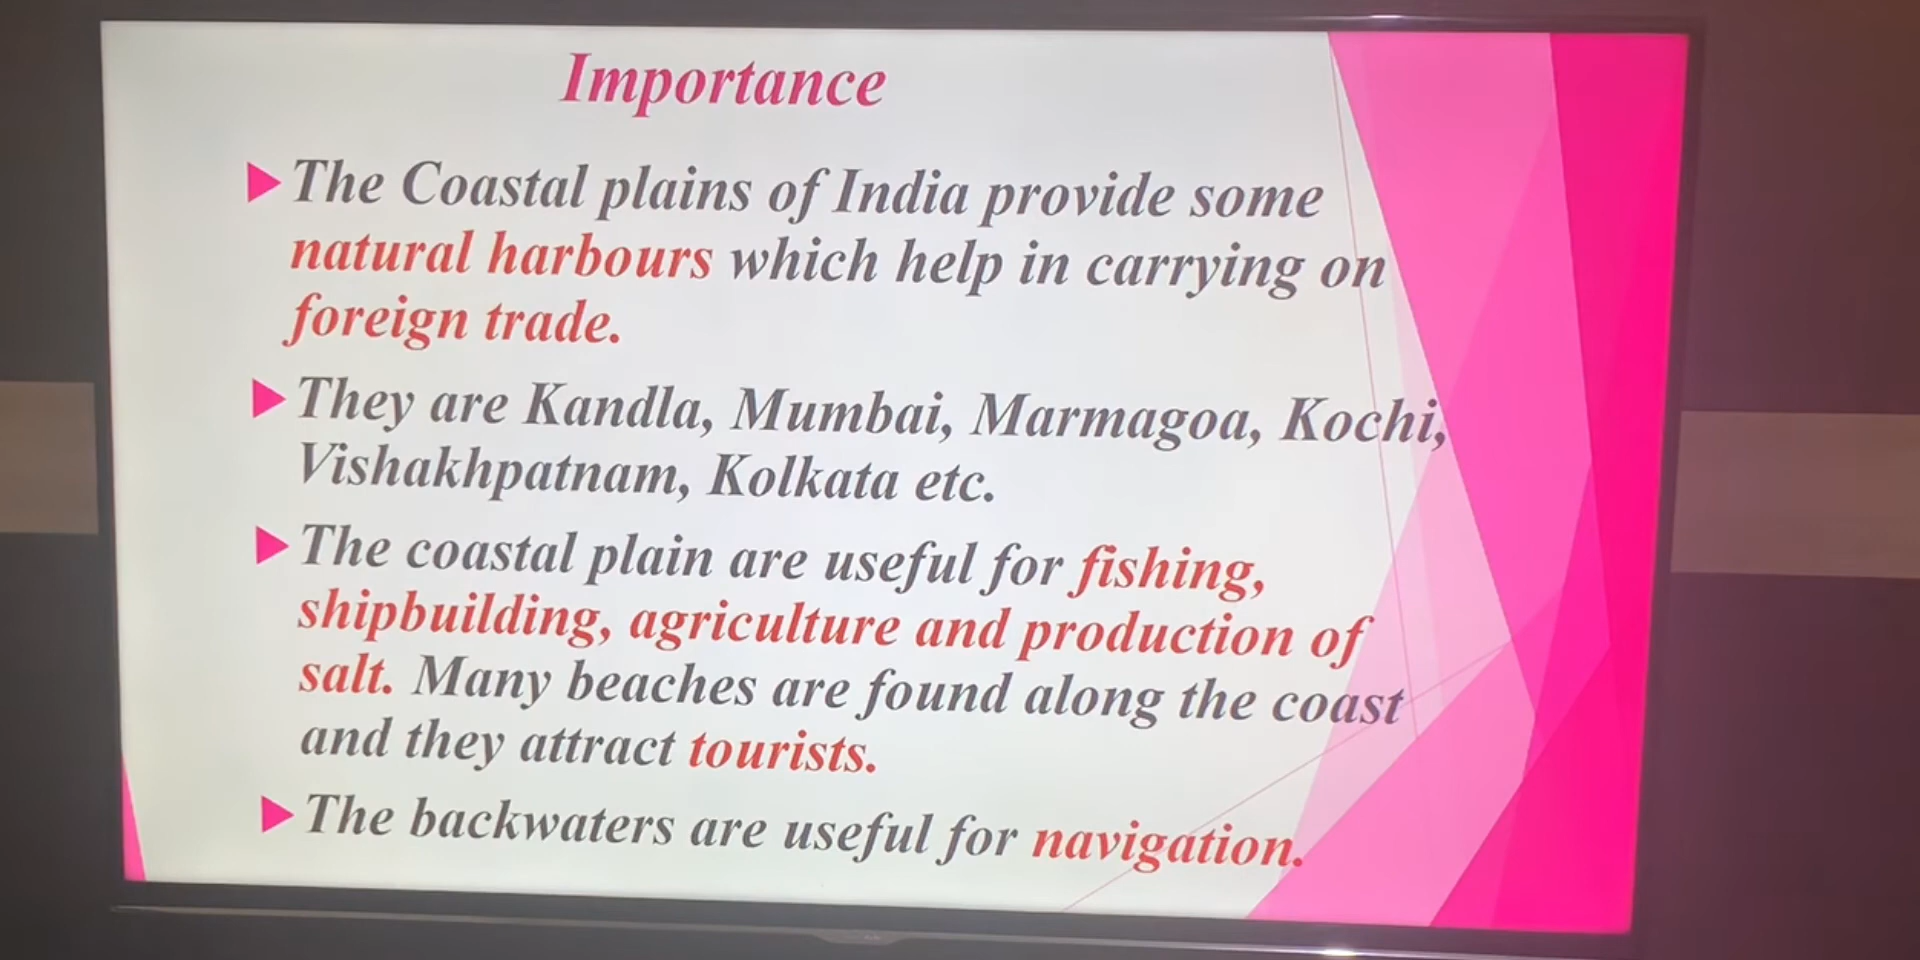 Importance
The Coastal plains of India provide some
natural harbours which help in carrying on
foreign trade.
They are Kandla, Mumbai, Marmagoa, Kochi,
Vishakhpatnam, Kolkata etc.
The coastal plain are useful for fishing,
shipbuilding, agriculture and production of
salt. Many beaches are found along the coast
and they attract tourists.
The backwaters are useful for navigation.